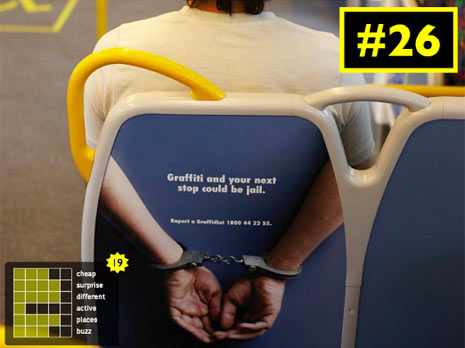 #26
Graffiti and your next
stop could be jail.
Report a Graffidiot 1800 44 22 55.
19
cheap
surprise
different
active
places
buzz